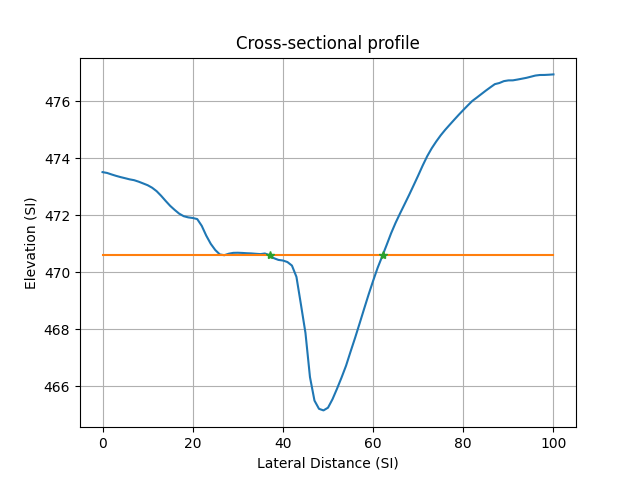 Cross-sectional profile
Elevation (SI)
476
474
472
470
468
466
0 20 40 60 80 100
Lateral Distance (SI)